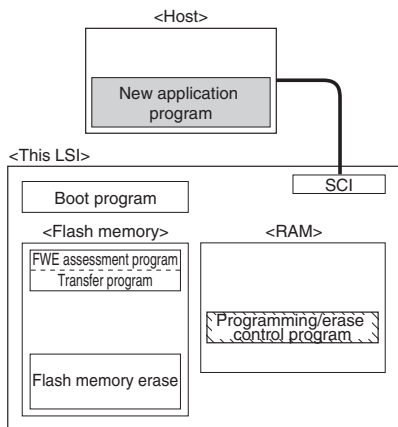 <Host>
New application
program
<This LSI>
SCI
Boot program
<Flash memory>
<RAM>
FWE assessment program
Transfer program
Programming/erase
control program
Flash memory erase